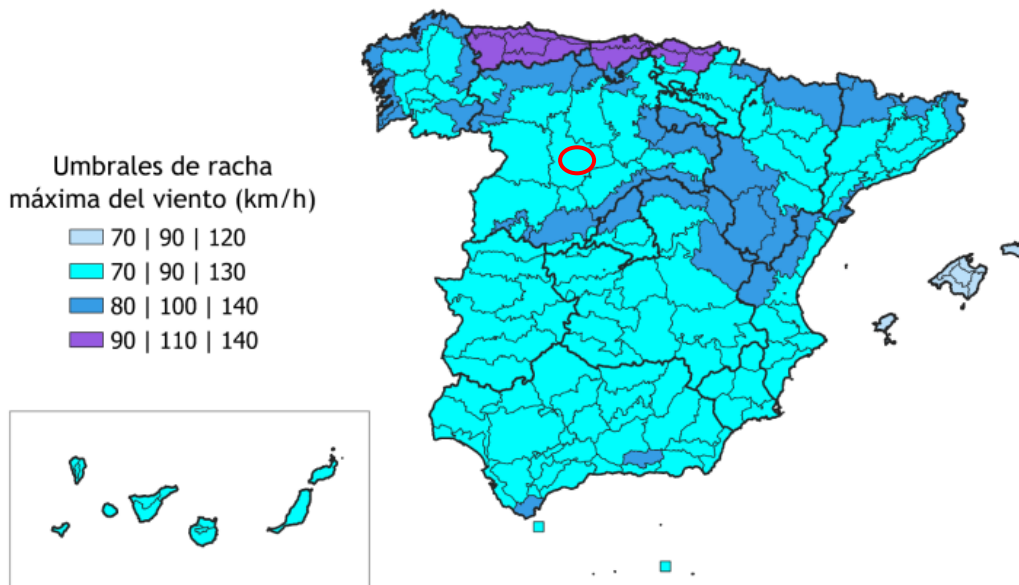 Umbrales de racha
máxima del viento (km/h)
70 | 90 | 120
70 | 90 | 130
80 | 100 | 140
90 | 110 | 140